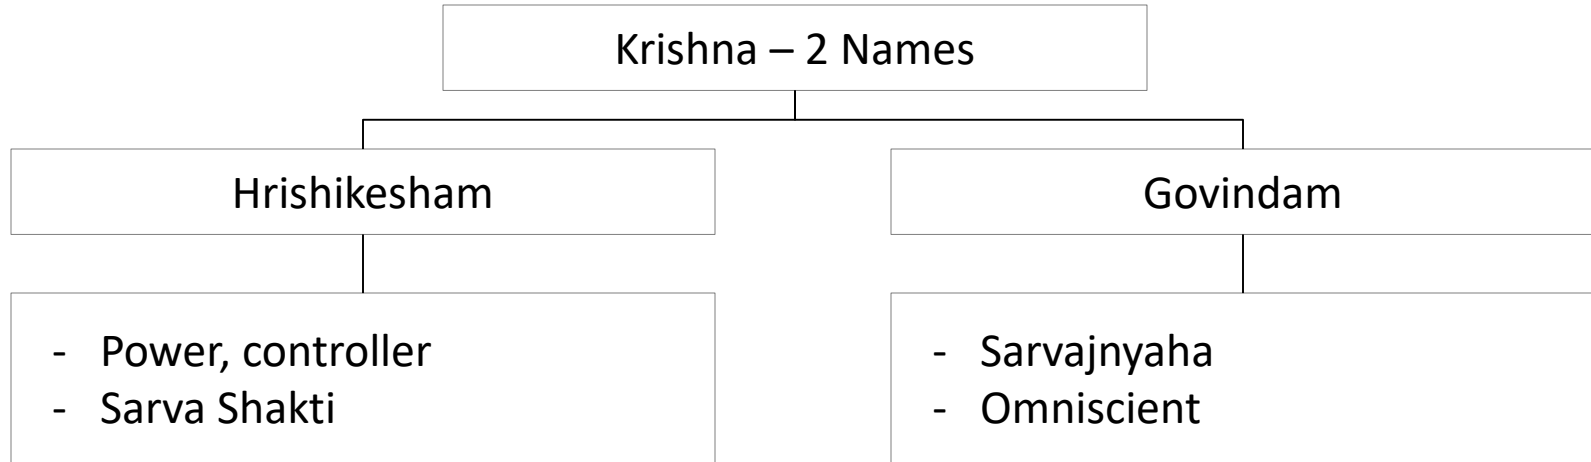 Krishna – 2 Names
Hrishikesham
Govindam
- Power, controller
- Sarva Shakti
- Sarvajnyaha
- Omniscient